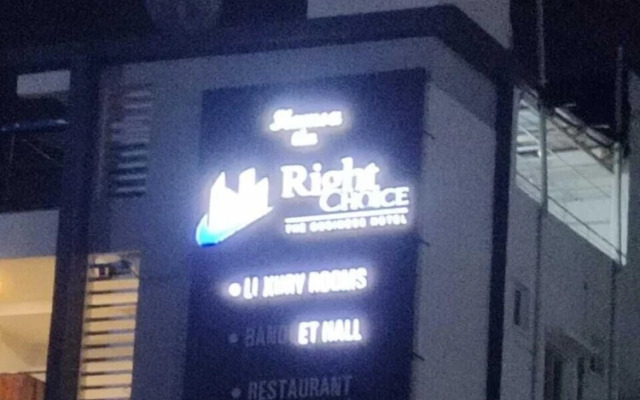 Right
CHOICE
THE BUSINESS HOTEL
• LUXURY ROOMS
• BANQUET HALL
• RESTAURANT